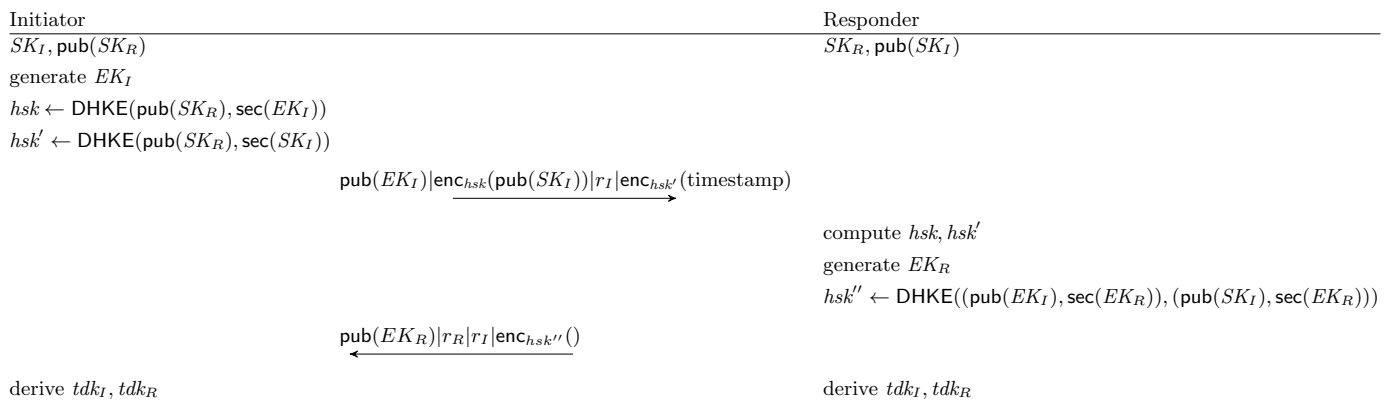 Initiator Responder
SK_I, pub(SK_R) SK_R, pub(SK_I)
generate EK_I
hsk ← DHKE(pub(SK_R), sec(EK_I))
hsk′ ← DHKE(pub(SK_R), sec(SK_I))
pub(EK_I)|enc_hsk(pub(SK_I))|r_I|enc_hsk′(timestamp)
compute hsk, hsk′
generate EK_R
hsk′′ ← DHKE((pub(EK_I), sec(EK_R)), (pub(SK_I), sec(EK_R)))
pub(EK_R)|r_R|r_I|enc_hsk′′()
derive tdk_I, tdk_R derive tdk_I, tdk_R